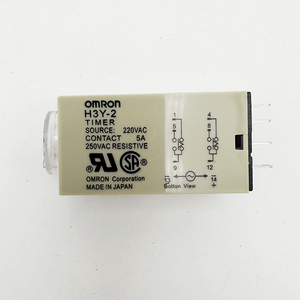 OMRON
H3Y-2
TIMER
SOURCE: 220VAC
CONTACT 5A
250VAC RESISTIVE
OMRON Corporation
MADE IN JAPAN
1 4
5 8
9 12
13 14
Bottom View +